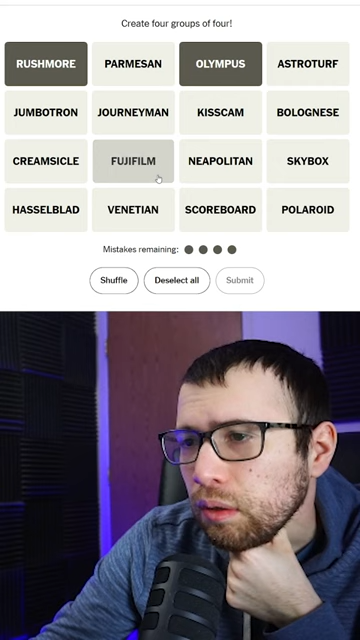 Create four groups of four!
RUSHMORE PARMESAN OLYMPUS ASTROTURF
JUMBOTRON JOURNEYMAN KISSCAM BOLOGNESE
CREAMSICLE FUJIFILM NEAPOLITAN SKYBOX
HASSELBLAD VENETIAN SCOREBOARD POLAROID
Mistakes remaining:
Shuffle Deselect all Submit